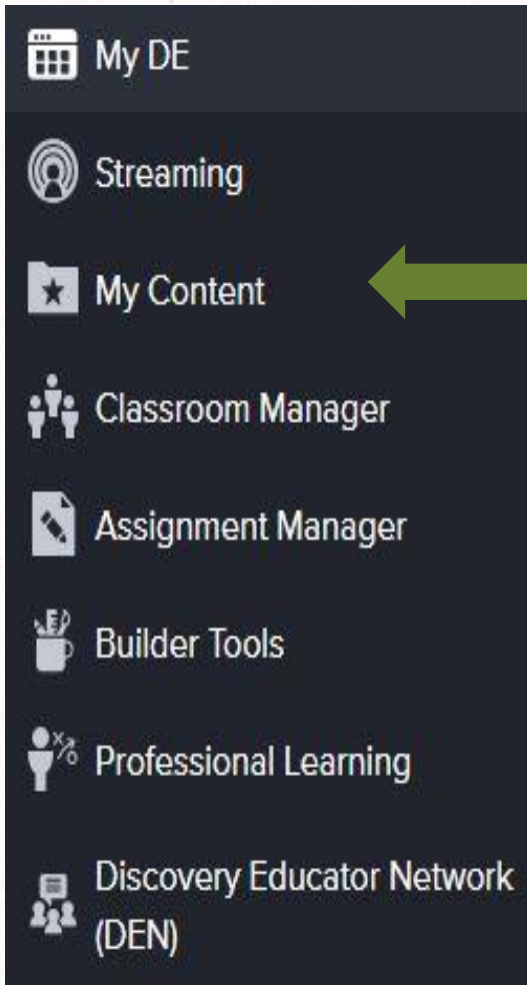 My DE
Streaming
My Content
Classroom Manager
Assignment Manager
Builder Tools
Professional Learning
Discovery Educator Network
(DEN)